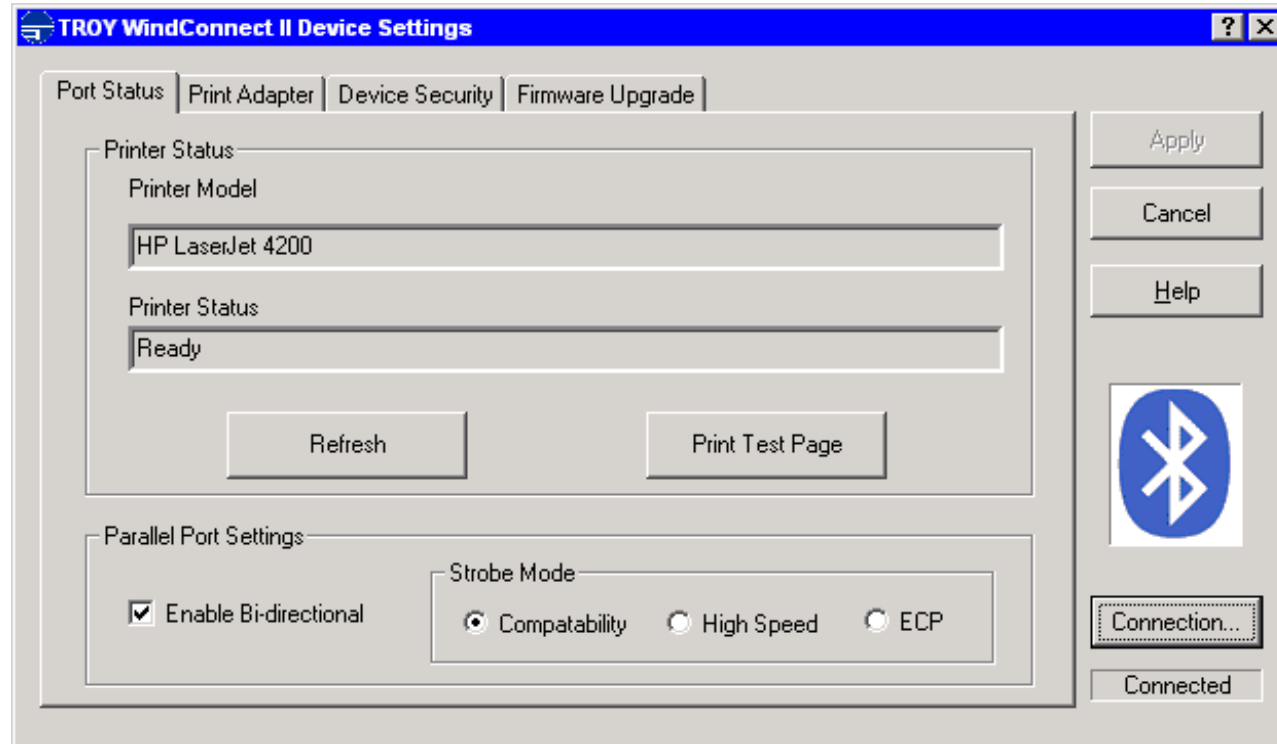 TROY WindConnect II Device Settings
Port Status Print Adapter Device Security Firmware Upgrade
Printer Status
Printer Model
HP LaserJet 4200
Printer Status
Ready
Refresh Print Test Page
Parallel Port Settings
Enable Bi-directional
Strobe Mode
Compatability High Speed ECP
Apply
Cancel
Help
Connection...
Connected